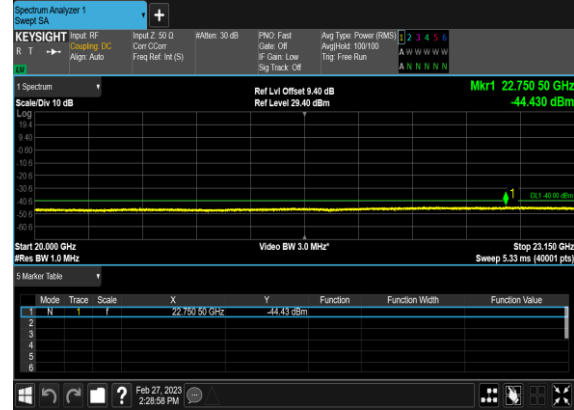 Spectrum Analyzer 1
Swept SA
+
KEYSIGHT Input: RF Input Z: 50 Ω #Atten: 30 dB PNO: Fast Avg Type: Power (RMS) 1 2 3 4 5 6
R T Coupling: DC Corr CCorr Gate: Off Avg|Hold: 100/100 A W W W W W
Align: Auto Freq Ref: Int (S) IF Gain: Low Trig: Free Run
LW Sig Track: Off A N N N N N
1 Spectrum Ref Lvl Offset 9.40 dB Mkr1 22.750 50 GHz
Scale/Div 10 dB Ref Level 29.40 dBm -44.430 dBm
Log
19.4
9.40
-0.60
-10.6
-20.6
-30.6
1
DL1 -40.00 dBm
-40.6
-50.6
-60.6
Start 20.000 GHz Video BW 3.0 MHz* Stop 23.150 GHz
#Res BW 1.0 MHz Sweep 5.33 ms (40001 pts)
5 Marker Table
Mode Trace Scale X Y Function Function Width Function Value
1 N 1 f 22.750 50 GHz -44.43 dBm
2
3
4
5
6
? Feb 27, 2023
2:28:58 PM